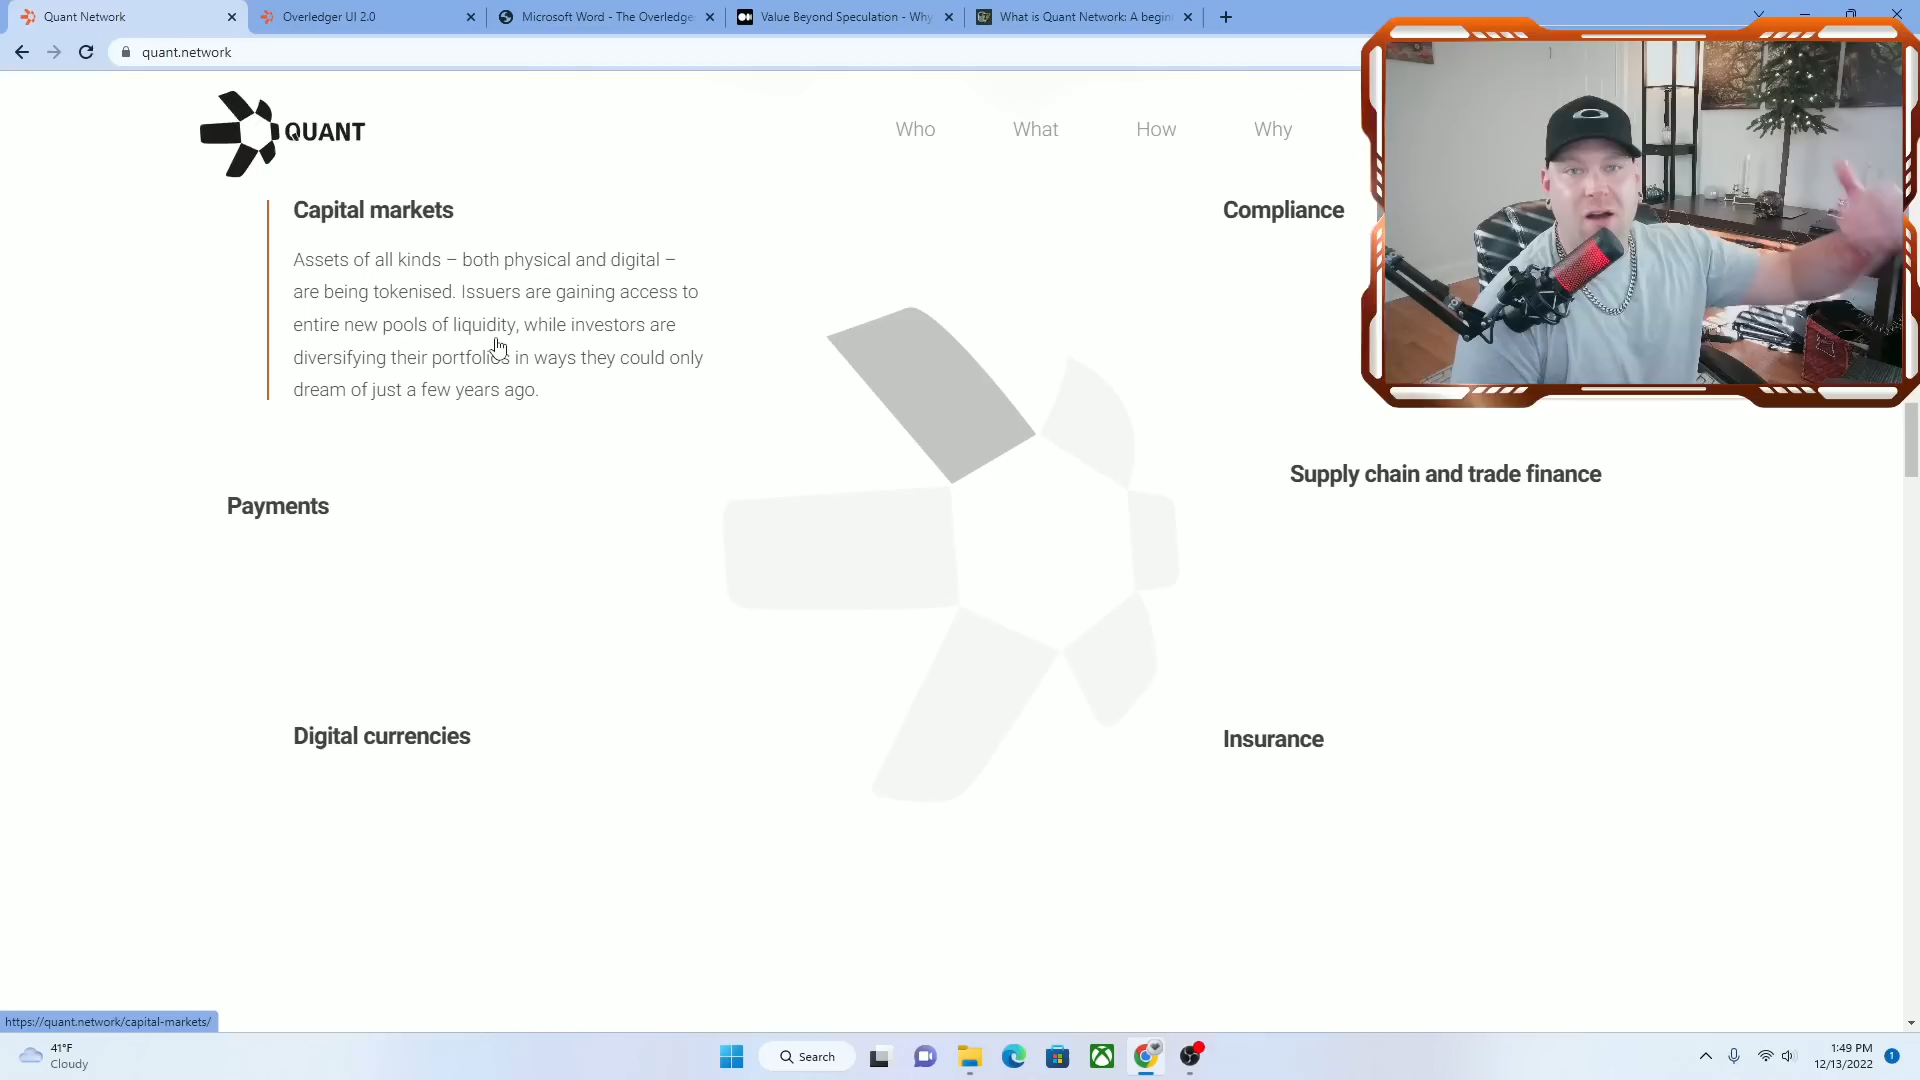 Quant Network
Overledger UI 2.0
Microsoft Word - The Overledge
Value Beyond Speculation - Why
What is Quant Network: A begin
quant.network
QUANT
Who
What
How
Why
Capital markets
Assets of all kinds – both physical and digital –
are being tokenised. Issuers are gaining access to
entire new pools of liquidity, while investors are
diversifying their portfolios in ways they could only
dream of just a few years ago.
Compliance
Supply chain and trade finance
Payments
Digital currencies
Insurance
https://quant.network/capital-markets/
41°F
Cloudy
Search
1:49 PM
12/13/2022
1